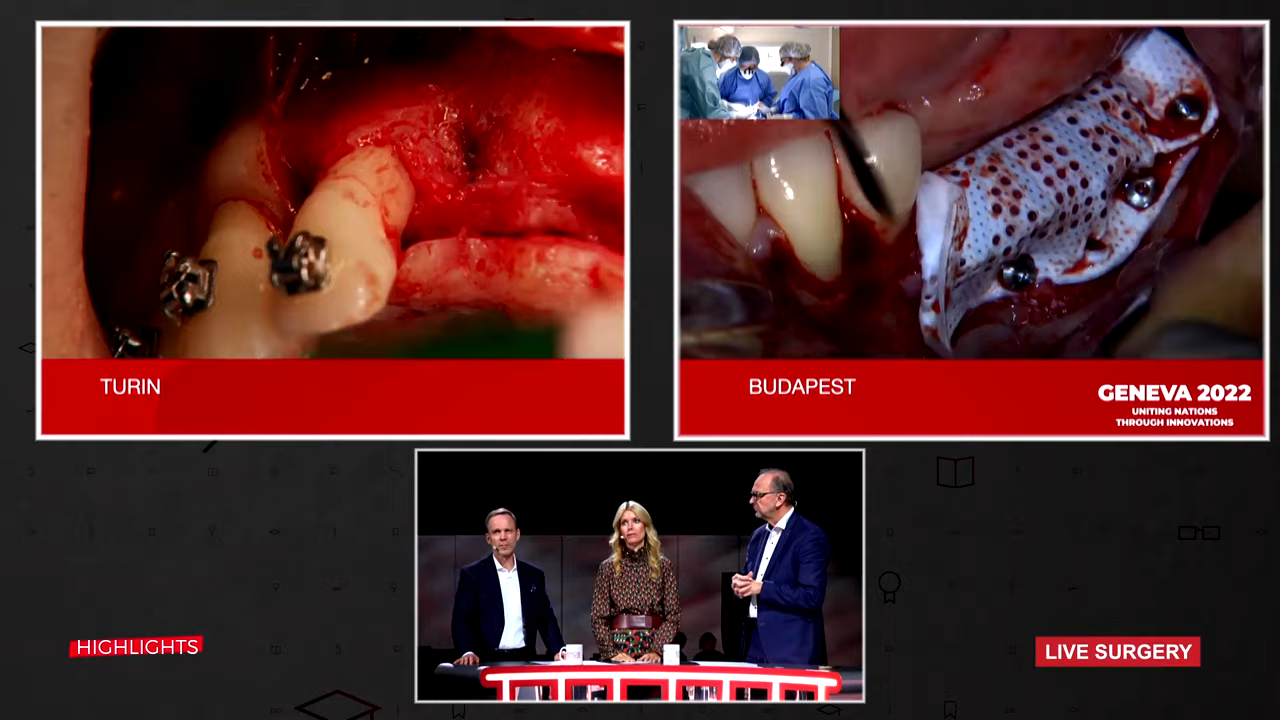 TURIN
BUDAPEST
GENEVA 2022
UNITING NATIONS
THROUGH INNOVATIONS
HIGHLIGHTS
LIVE SURGERY